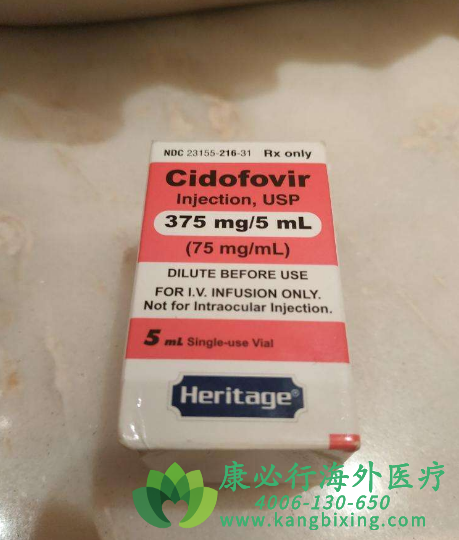 NDC 23155-216-31 Rx only
Cidofovir
Injection, USP
375 mg/5 mL
(75 mg/mL)
DILUTE BEFORE USE
FOR I.V. INFUSION ONLY.
Not for Intraocular Injection.
5 mL Single-use Vial
Heritage®
康必行海外医疗
4006-130-650
www.kangbixing.com